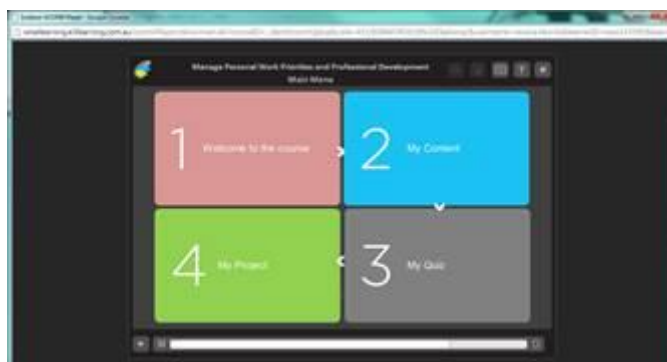 Manage Personal Work Priorities and Professional Development
Main Menu
1 Welcome to the course
2 My Content
4 My Project
3 My Quiz